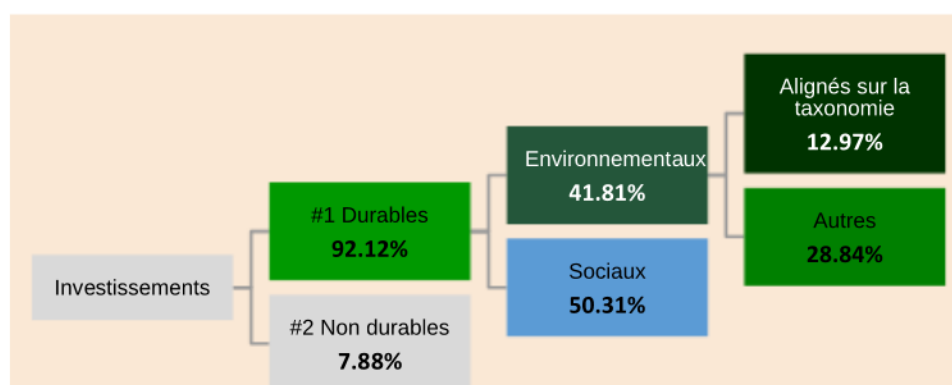 Investissements
#1 Durables
92.12%
#2 Non durables
7.88%
Environnementaux
41.81%
Sociaux
50.31%
Alignés sur la
taxonomie
12.97%
Autres
28.84%